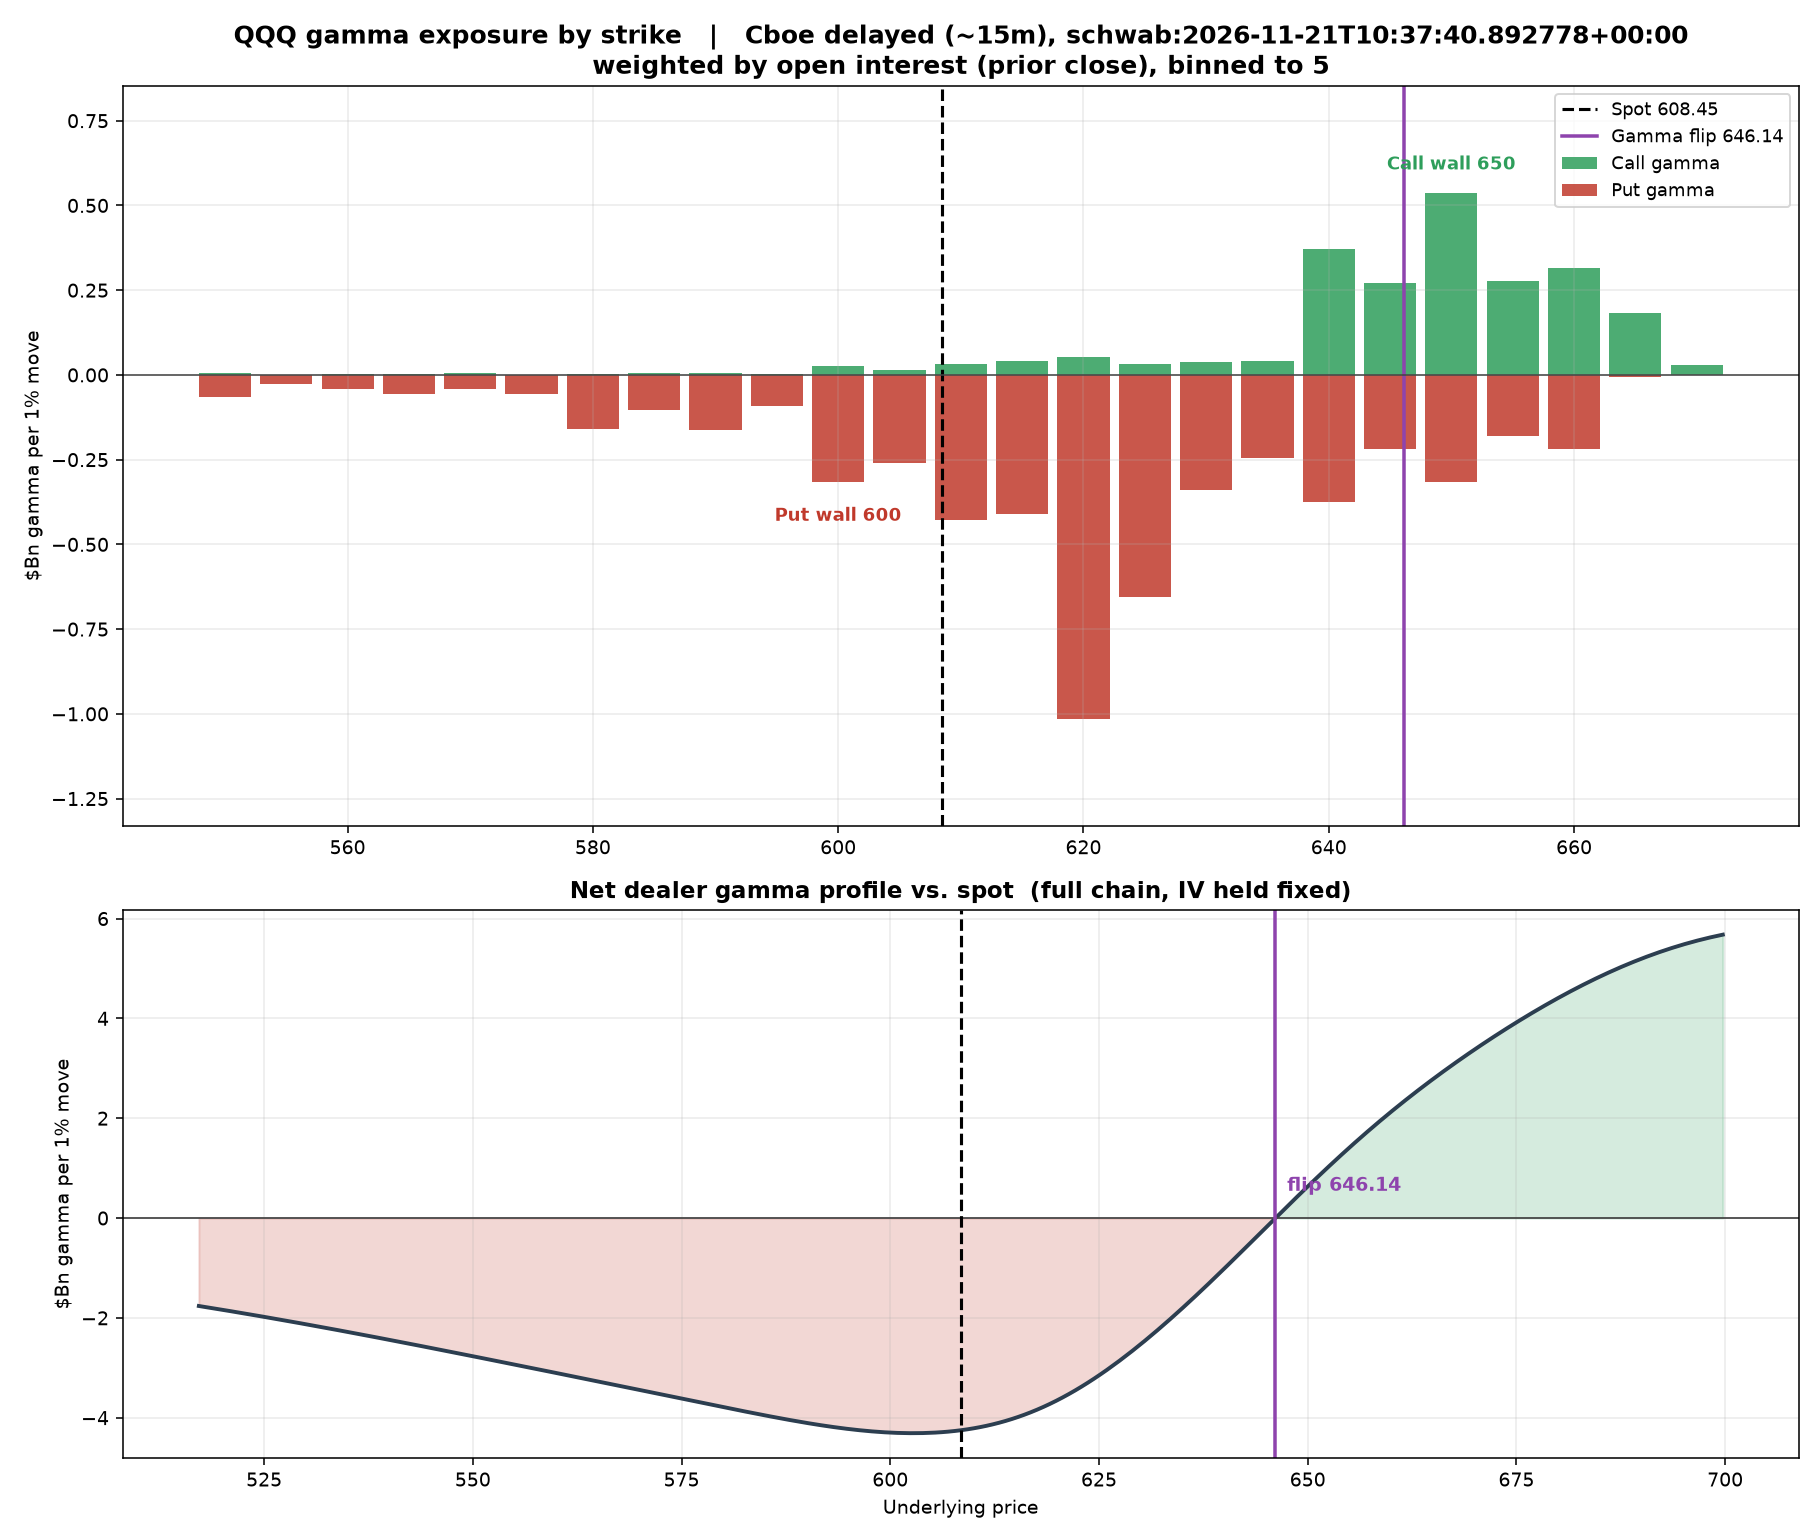 QQQ gamma exposure by strike   |   Cboe delayed (~15m), schwab:2026-11-21T10:37:40.892778+00:00
weighted by open interest (prior close), binned to 5
Spot 608.45
Gamma flip 646.14
Call gamma
Put gamma
Call wall 650
Put wall 600
$Bn gamma per 1% move
0.75
0.50
0.25
0.00
−0.25
−0.50
−0.75
−1.00
−1.25
560
580
600
620
640
660
Net dealer gamma profile vs. spot  (full chain, IV held fixed)
flip 646.14
$Bn gamma per 1% move
6
4
2
0
−2
−4
525
550
575
600
625
650
675
700
Underlying price